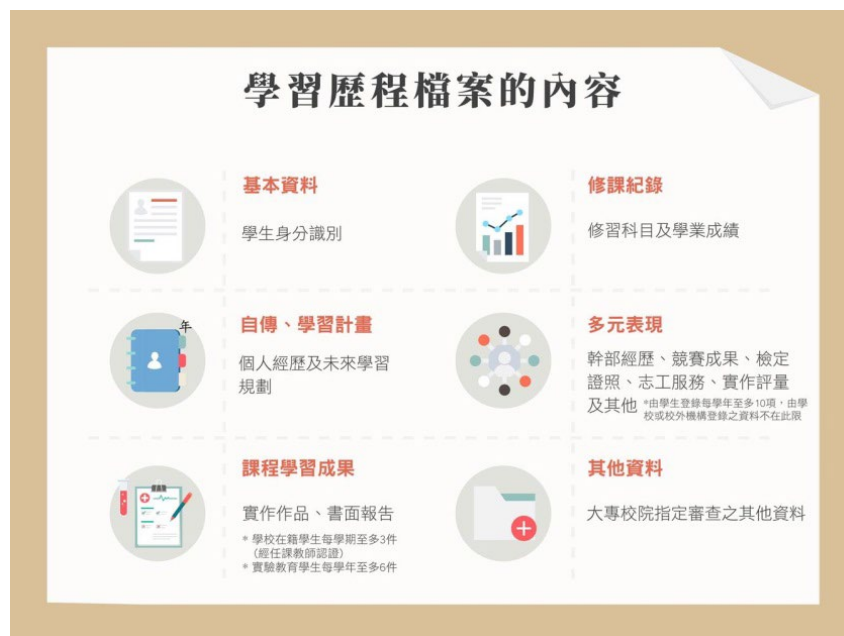 學習歷程檔案的內容
基本資料
學生身分識別
修課紀錄
修習科目及學業成績
年
自傳、學習計畫
個人經歷及未來學習
規劃
多元表現
幹部經歷、競賽成果、檢定
證照、志工服務、實作評量
及其他 *由學生登錄每學年至多10項，由學
校或校外機構登錄之資料不在此限
課程學習成果
實作作品、書面報告
* 學校在籍學生每學期至多3件
（經任課教師認證）
* 實驗教育學生每學年至多6件
其他資料
大專校院指定審查之其他資料